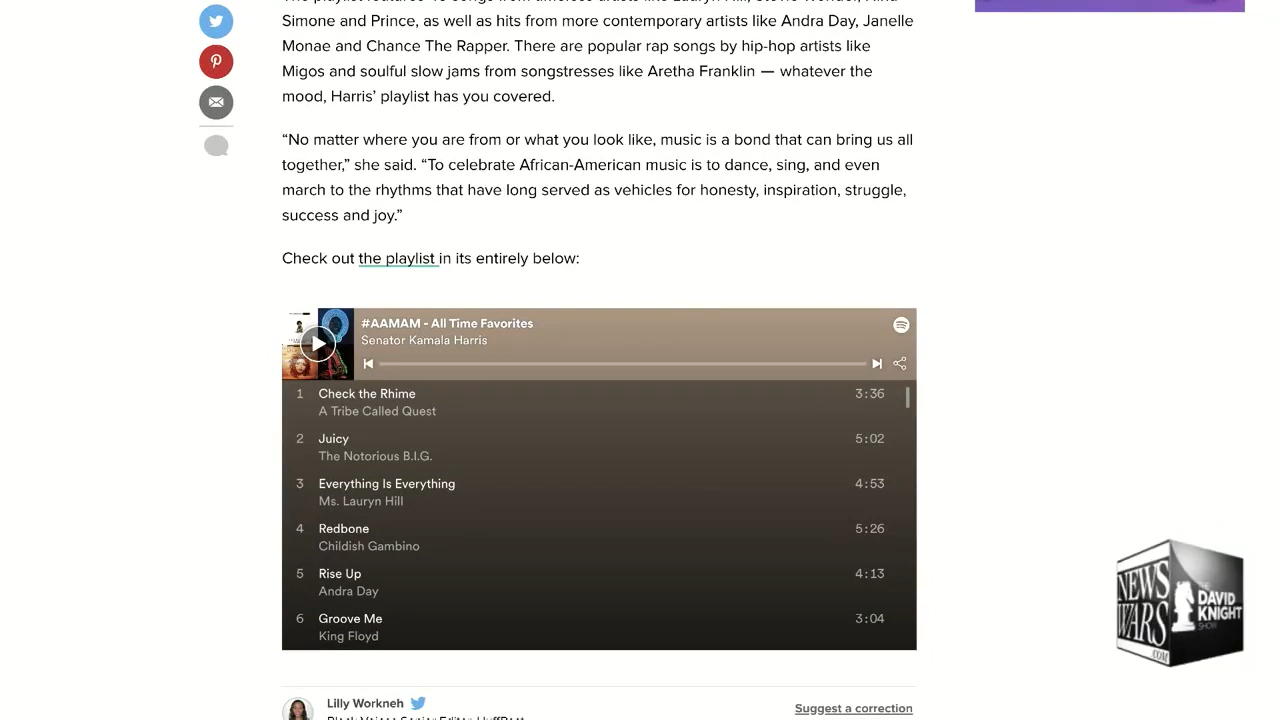 Simone and Prince, as well as hits from more contemporary artists like Andra Day, Janelle
Monae and Chance The Rapper. There are popular rap songs by hip-hop artists like
Migos and soulful slow jams from songstresses like Aretha Franklin — whatever the
mood, Harris’ playlist has you covered.
“No matter where you are from or what you look like, music is a bond that can bring us all
together,” she said. “To celebrate African-American music is to dance, sing, and even
march to the rhythms that have long served as vehicles for honesty, inspiration, struggle,
success and joy.”
Check out the playlist in its entirely below:
#AAMAM - All Time Favorites
Senator Kamala Harris
1 Check the Rhime 3:36
A Tribe Called Quest
2 Juicy 5:02
The Notorious B.I.G.
3 Everything Is Everything 4:53
Ms. Lauryn Hill
4 Redbone 5:26
Childish Gambino
5 Rise Up 4:13
Andra Day
6 Groove Me 3:04
King Floyd
NEWS
WARS
.COM
THE
DAVID
KNIGHT
SHOW
Lilly Workneh
Suggest a correction